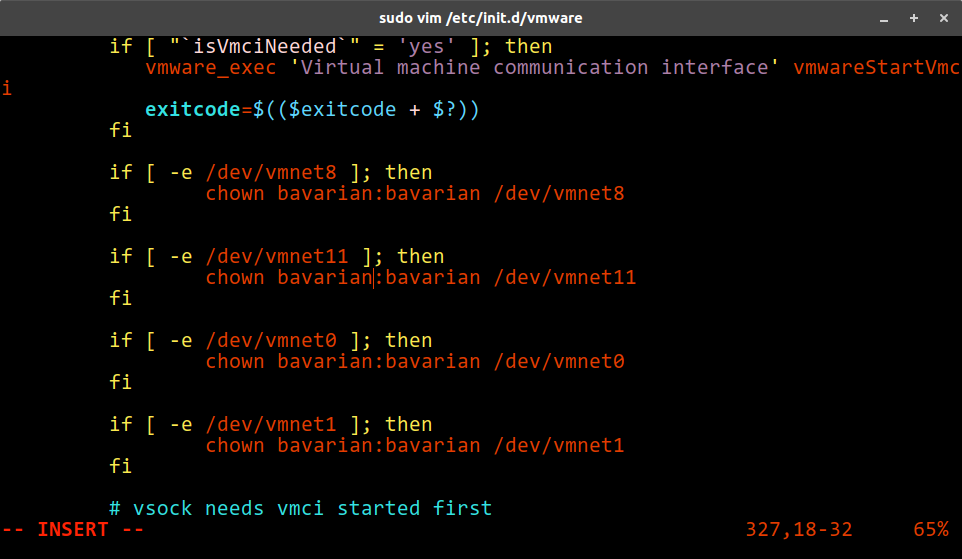 sudo vim /etc/init.d/vmware
if [ "`isVmciNeeded`" = 'yes' ]; then
vmware_exec 'Virtual machine communication interface' vmwareStartVmc
i
exitcode=$(($exitcode + $?))
fi
if [ -e /dev/vmnet8 ]; then
chown bavarian:bavarian /dev/vmnet8
fi
if [ -e /dev/vmnet11 ]; then
chown bavarian:bavarian /dev/vmnet11
fi
if [ -e /dev/vmnet0 ]; then
chown bavarian:bavarian /dev/vmnet0
fi
if [ -e /dev/vmnet1 ]; then
chown bavarian:bavarian /dev/vmnet1
fi
# vsock needs vmci started first
-- INSERT -- 327,18-32 65%